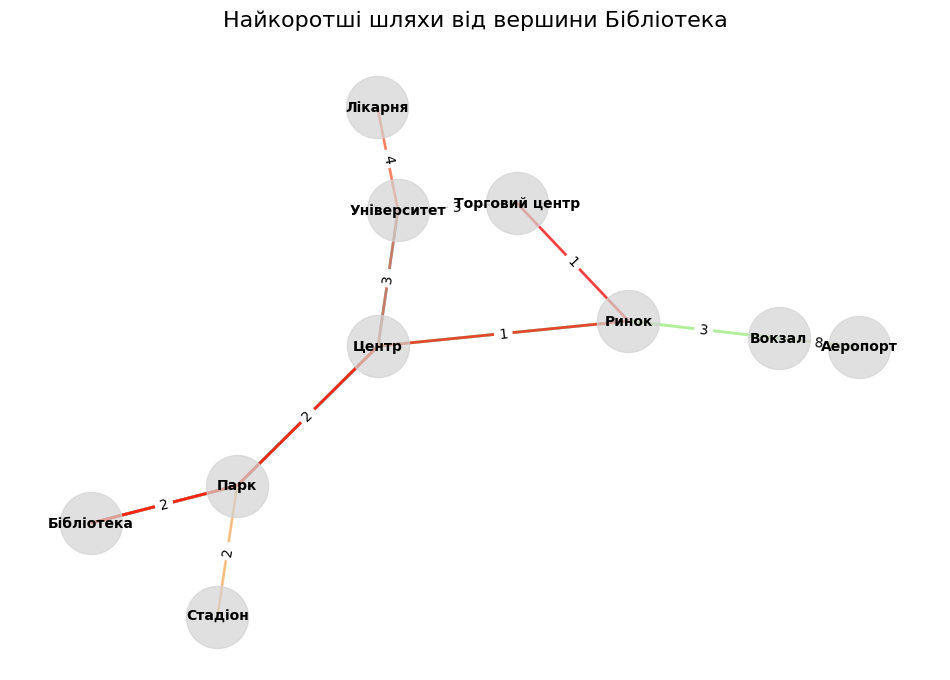 Найкоротші шляхи від вершини Бібліотека
Лікарня
4
Університет
3
Торговий центр
3
1
Центр
1
Ринок
3
Вокзал
8
Аеропорт
2
Парк
2
Бібліотека
2
Стадіон